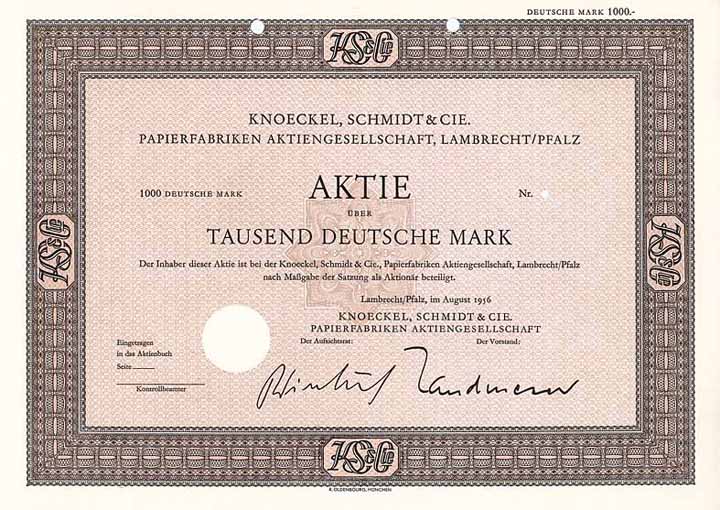 DEUTSCHE MARK 1000.-
KS&Cie
KNOECKEL, SCHMIDT & CIE.
PAPIERFABRIKEN AKTIENGESELLSCHAFT, LAMBRECHT/PFALZ
1000 DEUTSCHE MARK AKTIE Nr.
ÜBER
TAUSEND DEUTSCHE MARK
Der Inhaber dieser Aktie ist bei der Knoeckel, Schmidt & Cie., Papierfabriken Aktiengesellschaft, Lambrecht/Pfalz
nach Maßgabe der Satzung als Aktionär beteiligt.
Lambrecht/Pfalz, im August 1956
KNOECKEL, SCHMIDT & CIE.
PAPIERFABRIKEN AKTIENGESELLSCHAFT
Der Aufsichtsrat: Der Vorstand:
Eingetragen
in das Aktienbuch
Seite
Kontrollbeamter
KS&Cie
KS&Cie
KS&Cie
R. OLDENBOURG, MÜNCHEN